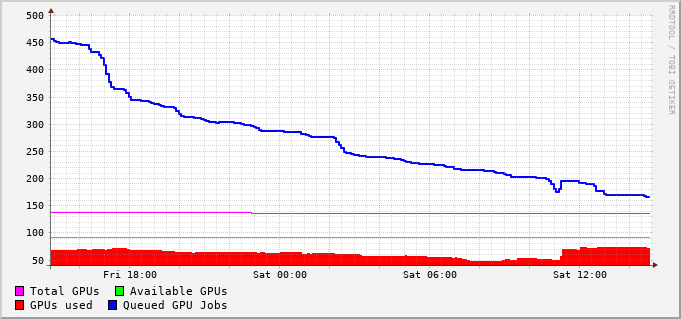 500
450
400
350
300
250
200
150
100
50
Fri 18:00 Sat 00:00 Sat 06:00 Sat 12:00
Total GPUs Available GPUs
GPUs used Queued GPU Jobs
RRDTOOL / TOBI OETIKER